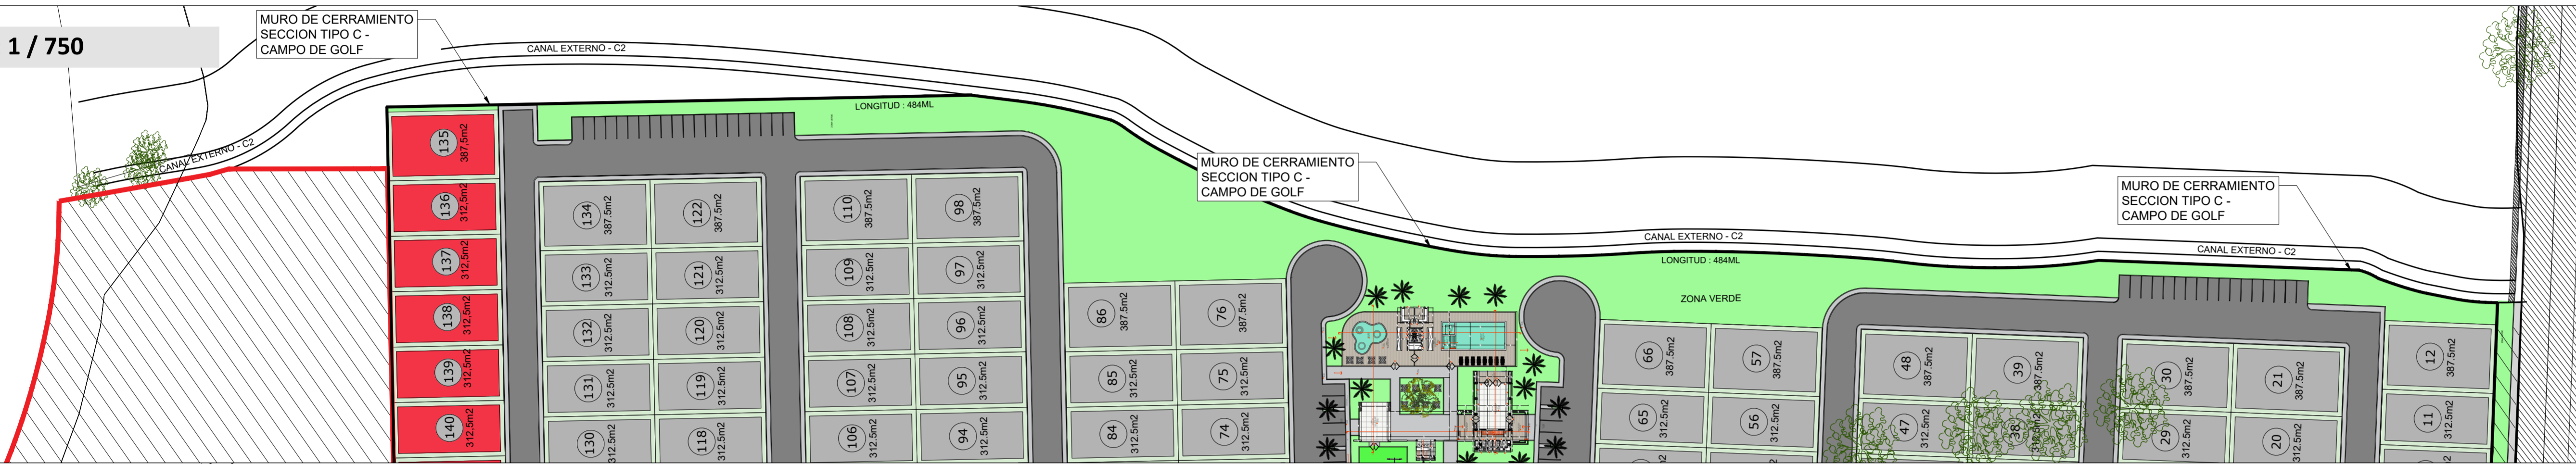 1 / 750
MURO DE CERRAMIENTO
SECCION TIPO C -
CAMPO DE GOLF
CANAL EXTERNO - C2
CANAL EXTERNO - C2
LONGITUD : 484ML
MURO DE CERRAMIENTO
SECCION TIPO C -
CAMPO DE GOLF
CANAL EXTERNO - C2
LONGITUD : 484ML
ZONA VERDE
MURO DE CERRAMIENTO
SECCION TIPO C -
CAMPO DE GOLF
CANAL EXTERNO - C2
135
387,5m2
136
312,5m2
137
312,5m2
138
312,5m2
139
312,5m2
140
312,5m2
134
387.5m2
133
312.5m2
132
312.5m2
131
312.5m2
130
312.5m2
122
387.5m2
121
312.5m2
120
312.5m2
119
312.5m2
118
312.5m2
110
387.5m2
109
312.5m2
108
312.5m2
107
312.5m2
106
312.5m2
98
387.5m2
97
312.5m2
96
312.5m2
95
312.5m2
94
312.5m2
86
387.5m2
85
312.5m2
84
312.5m2
76
387.5m2
75
312.5m2
74
312.5m2
66
387.5m2
65
312.5m2
57
387.5m2
56
312.5m2
48
387.5m2
47
312.5m2
39
387.5m2
38
30
387.5m2
29
312.5m2
21
387.5m2
20
312.5m2
12
387.5m2
11
312.5m2